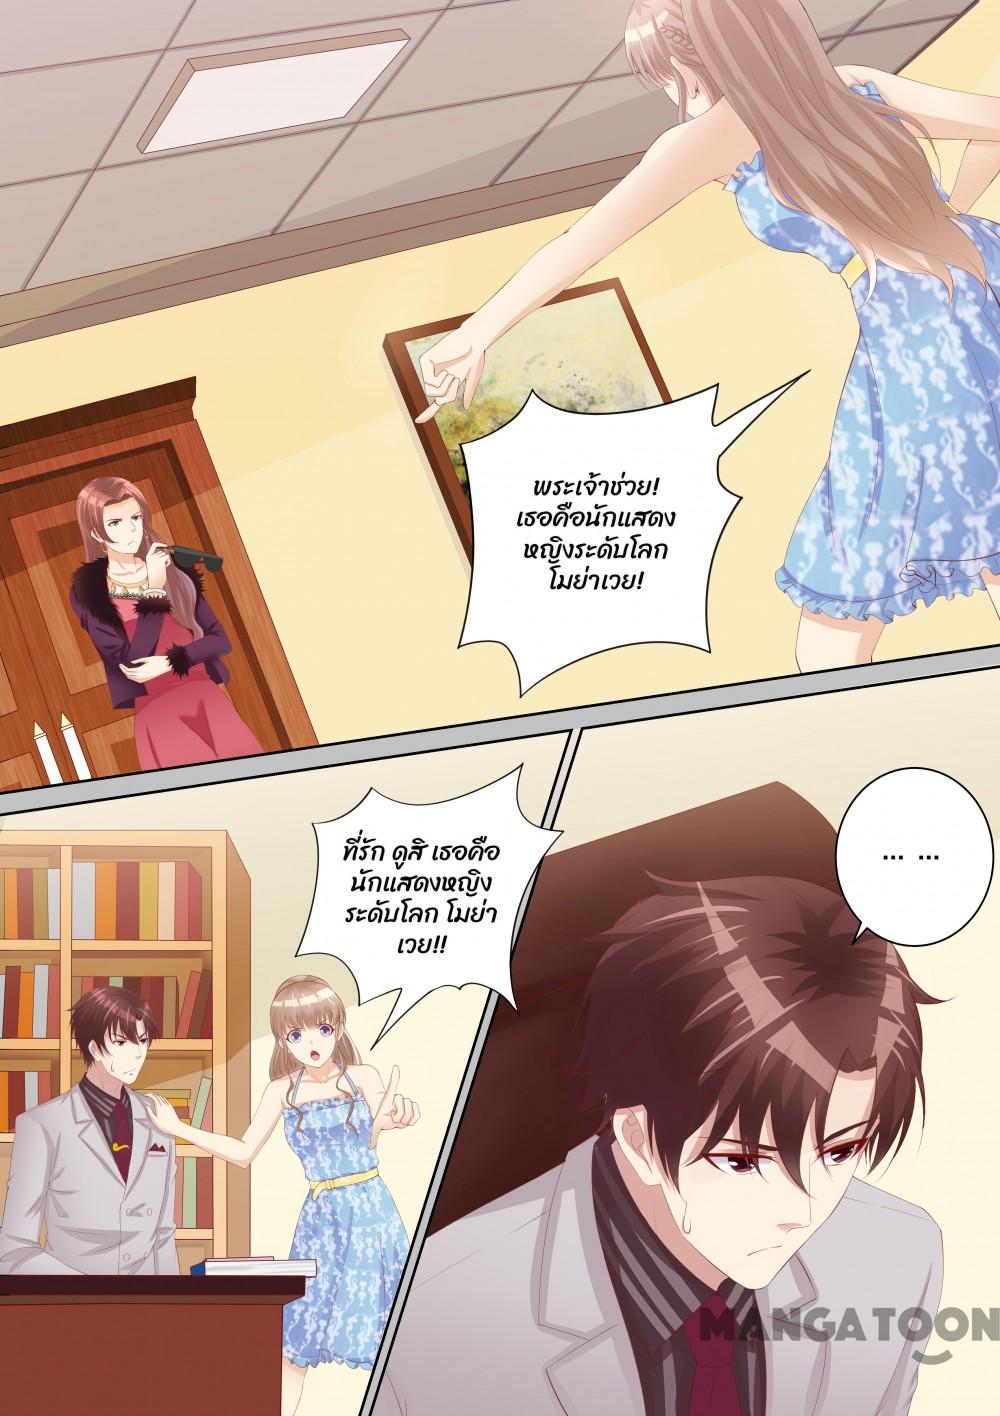 พระเจ้าช่วย!
เธอคือนักแสดง
หญิงระดับโลก
โมย่าเวย!
ที่รัก ดูสิ เธอคือ
นักแสดงหญิง
ระดับโลก โมย่า
เวย!!
... ...
MANGATOON